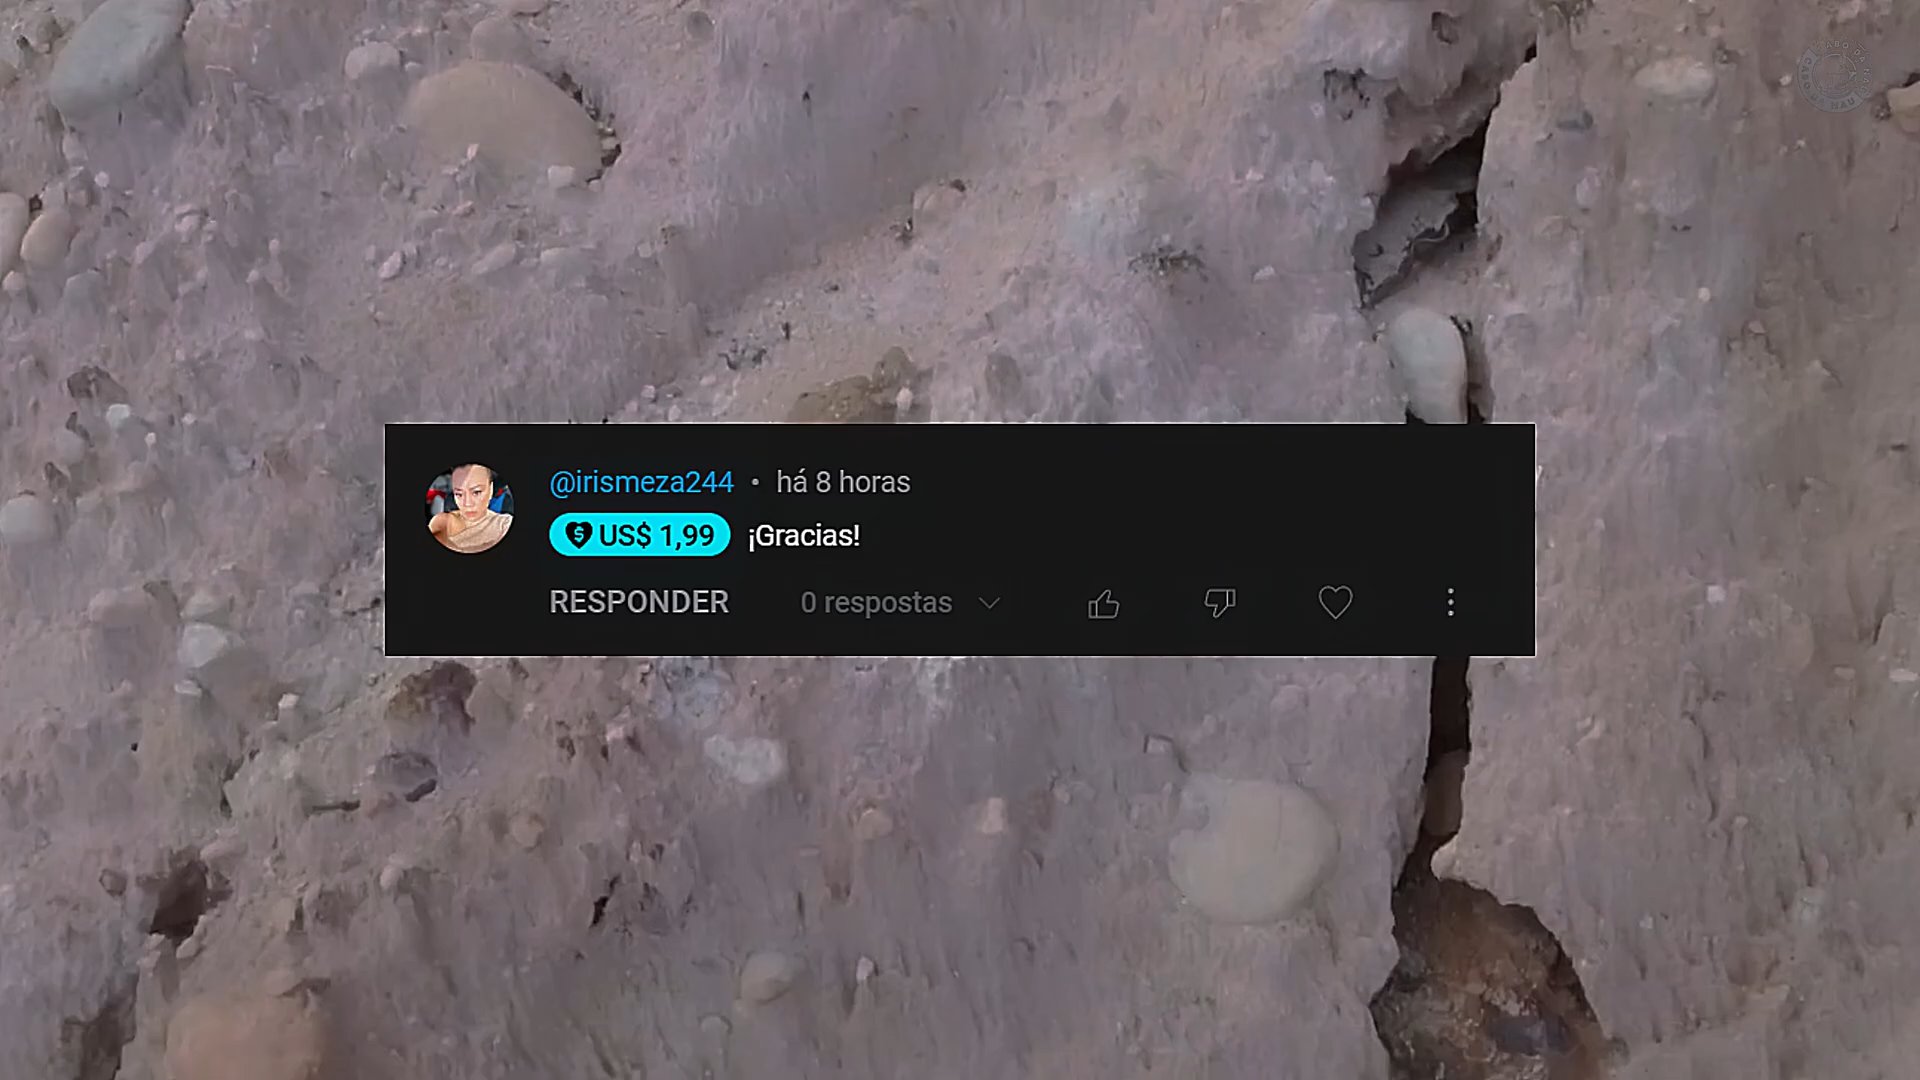 @irismeza244 • há 8 horas
US$ 1,99 ¡Gracias!
RESPONDER 0 respostas